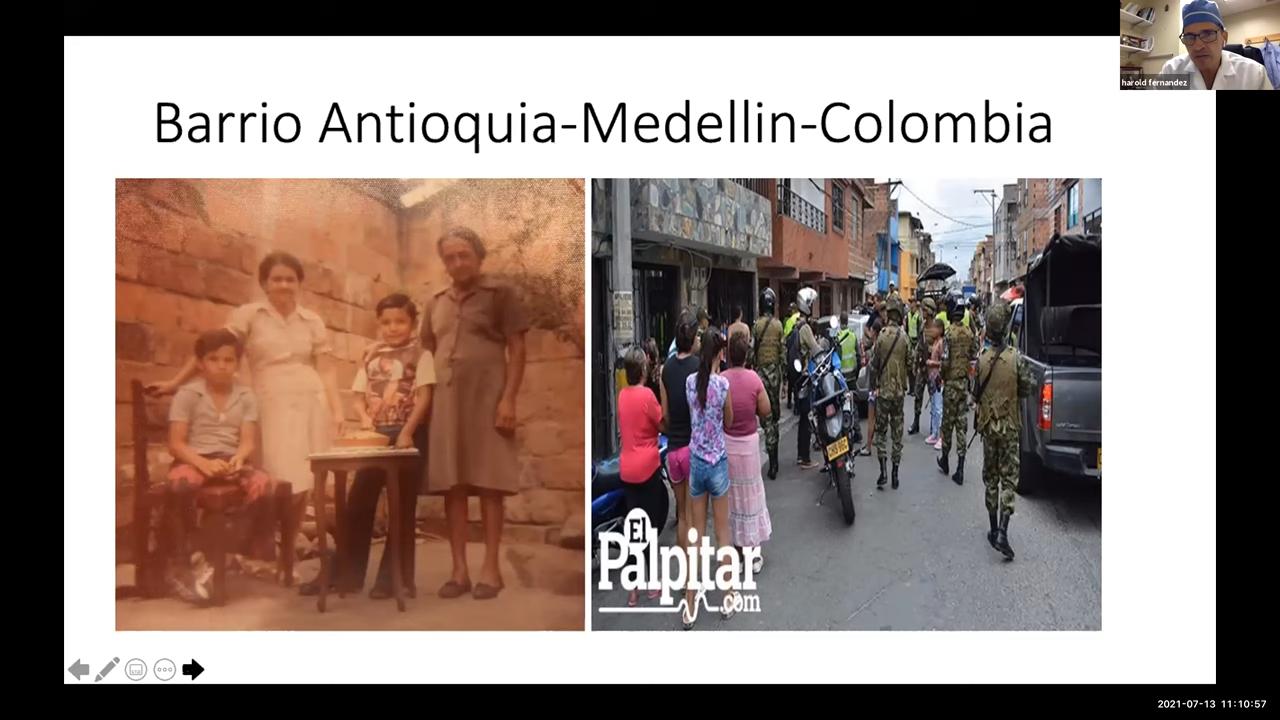 Barrio Antioquia-Medellin-Colombia
harold fernandez
El
Palpitar
.com
2021-07-13 11:10:57